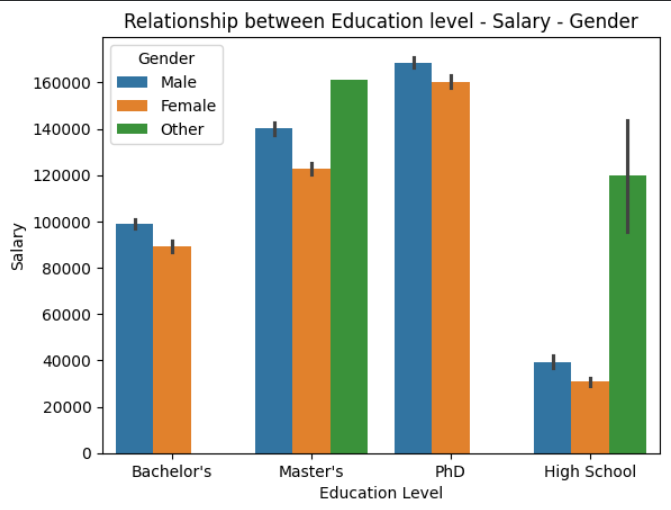 Relationship between Education level - Salary - Gender
Gender
Male
Female
Other
160000
140000
120000
100000
80000
60000
40000
20000
0
Salary
Bachelor's Master's PhD High School
Education Level